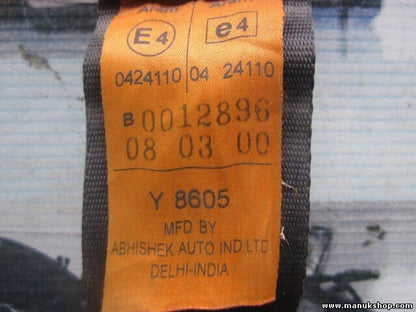 E4 e4
0424110 04 24110
B 0012896
08 03 00
Y 8605
MFD BY
ABHISHEK AUTO IND.LTD
DELHI-INDIA
www.manukshop.com